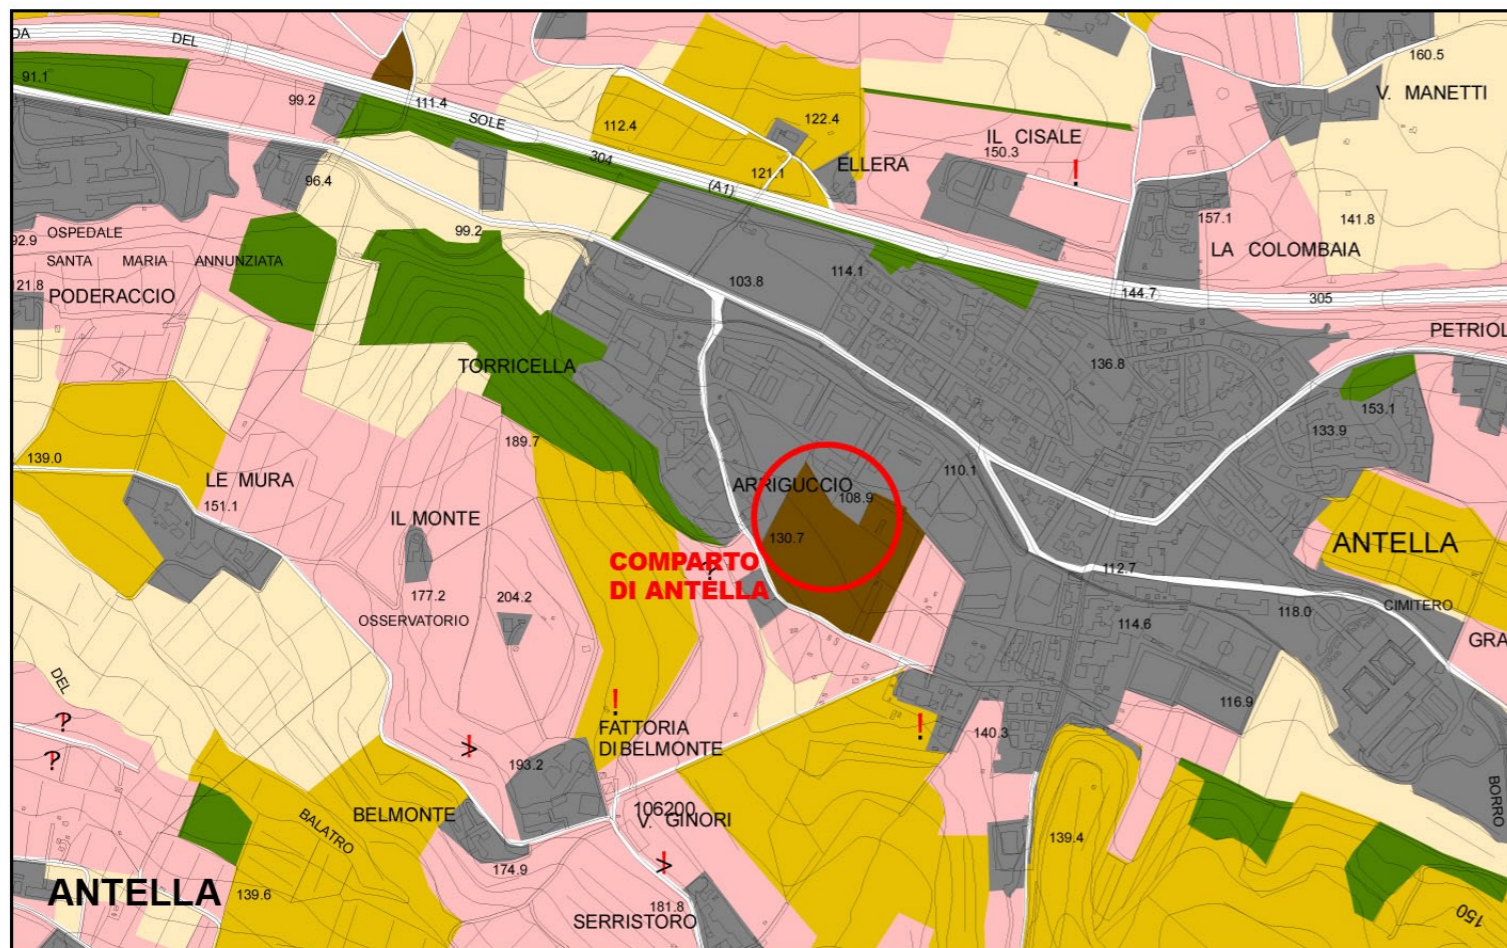 DA
DEL
160.5
91.1
99.2
111.4
V. MANETTI
SOLE
112.4
122.4
IL CISALE
150.3
!
304
ELLERA
121.1
(A1)
96.4
157.1
141.8
99.2
92.9
OSPEDALE
SANTA MARIA ANNUNZIATA
LA COLOMBAIA
121.8
PODERACCIO
103.8
114.1
144.7
305
PETRIOL
TORRICELLA
136.8
153.1
189.7
133.9
139.0
LE MURA
151.1
110.1
ARRIGUCCIO
108.9
IL MONTE
130.7
ANTELLA
COMPARTO
DI ANTELLA
?
112.7
177.2
204.2
OSSERVATORIO
118.0
CIMITERO
114.6
GRA
DEL
116.9
!
!
?
?
FATTORIA
DI BELMONTE
140.3
193.2
BELMONTE
106200
V. GINORI
BORRO
BALATRO
139.4
174.9
ANTELLA
139.6
181.8
SERRISTORO
150